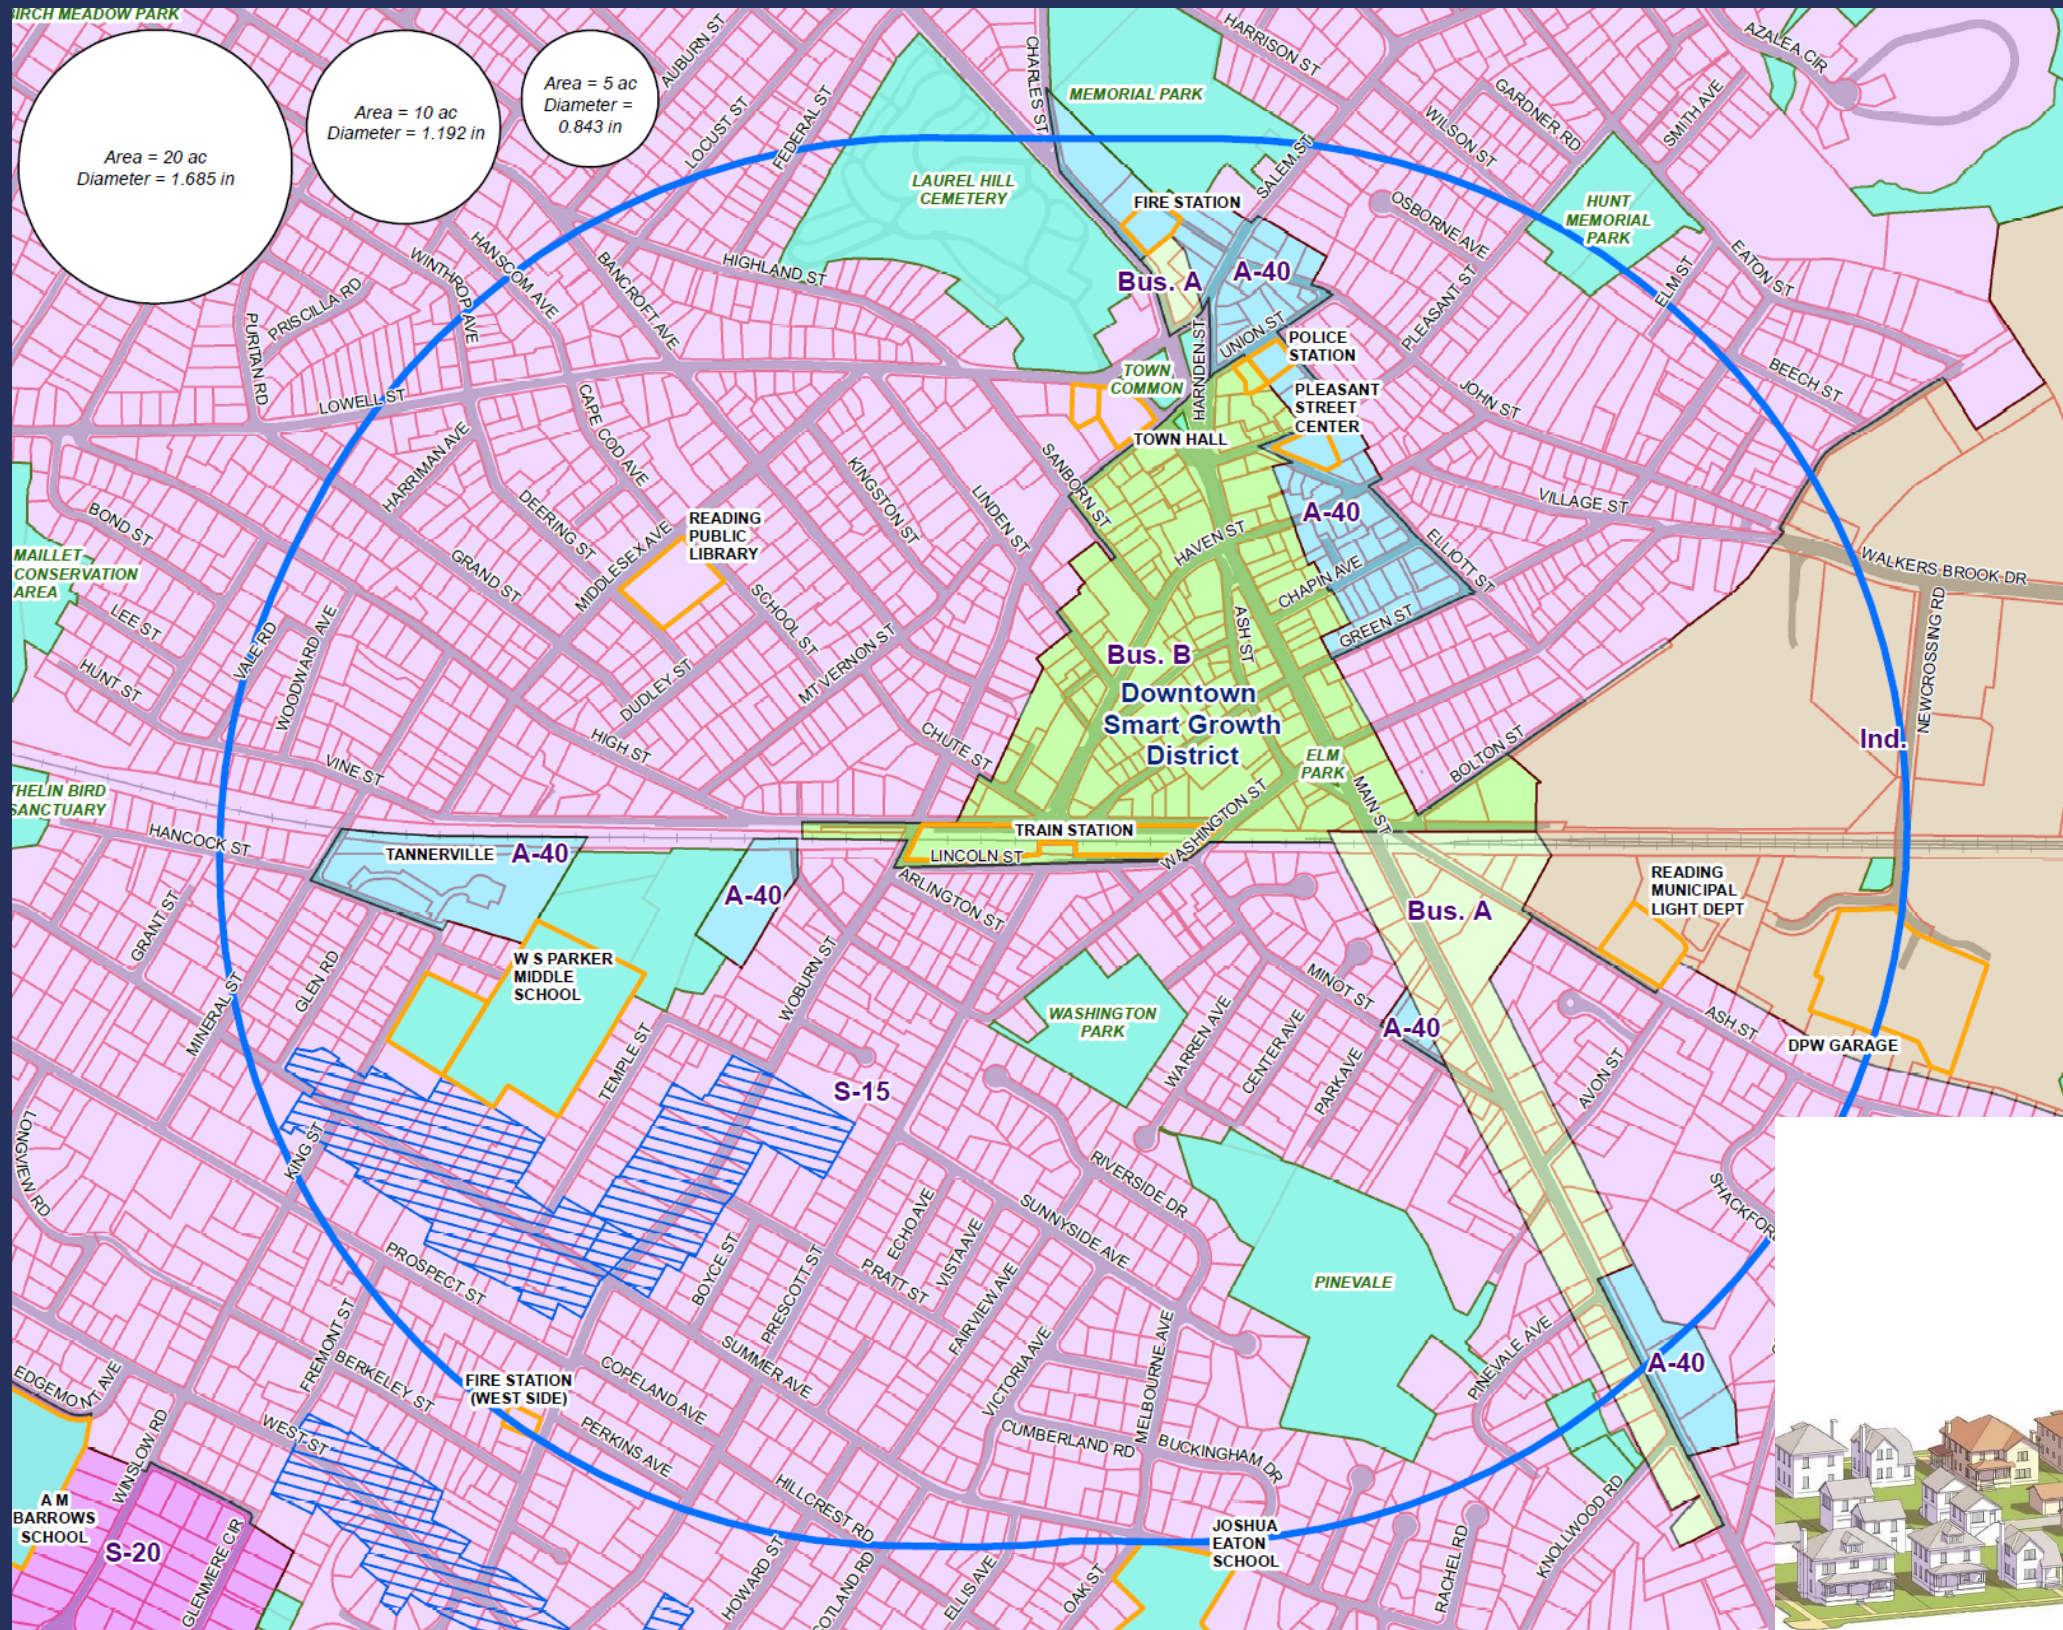 BIRCH MEADOW PARK
Area = 20 ac
Diameter = 1.685 in
Area = 10 ac
Diameter = 1.192 in
Area = 5 ac
Diameter =
0.843 in
AUBURN ST
LOCUST ST
FEDERAL ST
CHARLES ST
MEMORIAL PARK
HARRISON ST
AZALEA CIR
GARDNER RD
SMITH AVE
WILSON ST
SALEM ST
LAUREL HILL
CEMETERY
FIRE STATION
OSBORNE AVE
HUNT
MEMORIAL
PARK
EATON ST
ELM ST
PLEASANT ST
BEECH ST
JOHN ST
PURITAN RD
PRISCILLA RD
WINTHROP AVE
HANSCOM AVE
BANCROFT AVE
HIGHLAND ST
Bus. A
A-40
HARNDEN ST
UNION ST
POLICE
STATION
TOWN
COMMON
PLEASANT
STREET
CENTER
TOWN HALL
LOWELL ST
HARRIMAN AVE
CAPE COD AVE
KINGSTON ST
LINDEN ST
SANBORN ST
DEERING ST
MIDDLESEX AVE
READING
PUBLIC
LIBRARY
GRAND ST
SCHOOL ST
MT VERNON ST
DUDLEY ST
HIGH ST
CHUTE ST
BOND ST
MAILLET
CONSERVATION
AREA
LEE ST
HUNT ST
VALE RD
WOODWARD AVE
VINE ST
HAVEN ST
A-40
VILLAGE ST
ELLIOTT ST
CHAPIN AVE
GREEN ST
ASH ST
WALKERS BROOK DR
NEWCROSSING RD
Ind.
Bus. B
Downtown
Smart Growth
District
ELM
PARK
MAIN ST
BOLTON ST
WASHINGTON ST
TRAIN STATION
LINCOLN ST
ARLINGTON ST
THELIN BIRD
SANCTUARY
HANCOCK ST
TANNERVILLE
A-40
A-40
GRANT ST
GLEN RD
MINERAL ST
W S PARKER
MIDDLE
SCHOOL
WOBURN ST
TEMPLE ST
S-15
WASHINGTON
PARK
MINOT ST
WARREN AVE
CENTER AVE
PARK AVE
A-40
Bus. A
READING
MUNICIPAL
LIGHT DEPT
ASH ST
DPW GARAGE
AVON ST
LONGVIEW RD
KING ST
RIVERSIDE DR
SUNNYSIDE AVE
ECHO AVE
VISTA AVE
PRATT ST
FAIRVIEW AVE
BOYCE ST
PRESCOTT ST
PROSPECT ST
FREMONT ST
BERKELEY ST
SUMMER AVE
COPELAND AVE
VICTORIA AVE
MELBOURNE AVE
PINEVALE
PINEVALE AVE
SHACKFOR
A-40
EDGEMONT AVE
WINSLOW RD
WEST ST
FIRE STATION
(WEST SIDE)
PERKINS AVE
HILLCREST RD
CUMBERLAND RD
BUCKINGHAM DR
A M
BARROWS
SCHOOL
S-20
GLENMERE CIR
HOWARD ST
SCOTLAND RD
ELLIS AVE
OAK ST
JOSHUA
EATON
SCHOOL
RACHEL RD
KNOLLWOOD RD